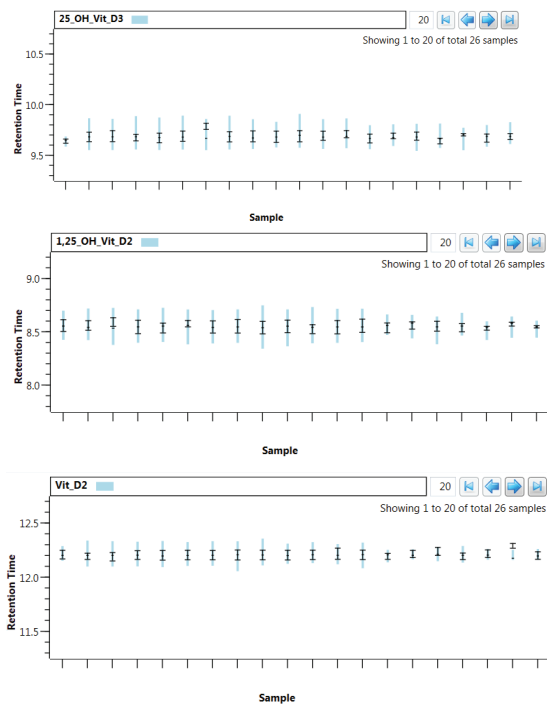 25_OH_Vit_D3
20
Showing 1 to 20 of total 26 samples
Retention Time
10.5
10.0
9.5
Sample
1,25_OH_Vit_D2
20
Showing 1 to 20 of total 26 samples
Retention Time
9.0
8.5
8.0
Sample
Vit_D2
20
Showing 1 to 20 of total 26 samples
Retention Time
12.5
12.0
11.5
Sample